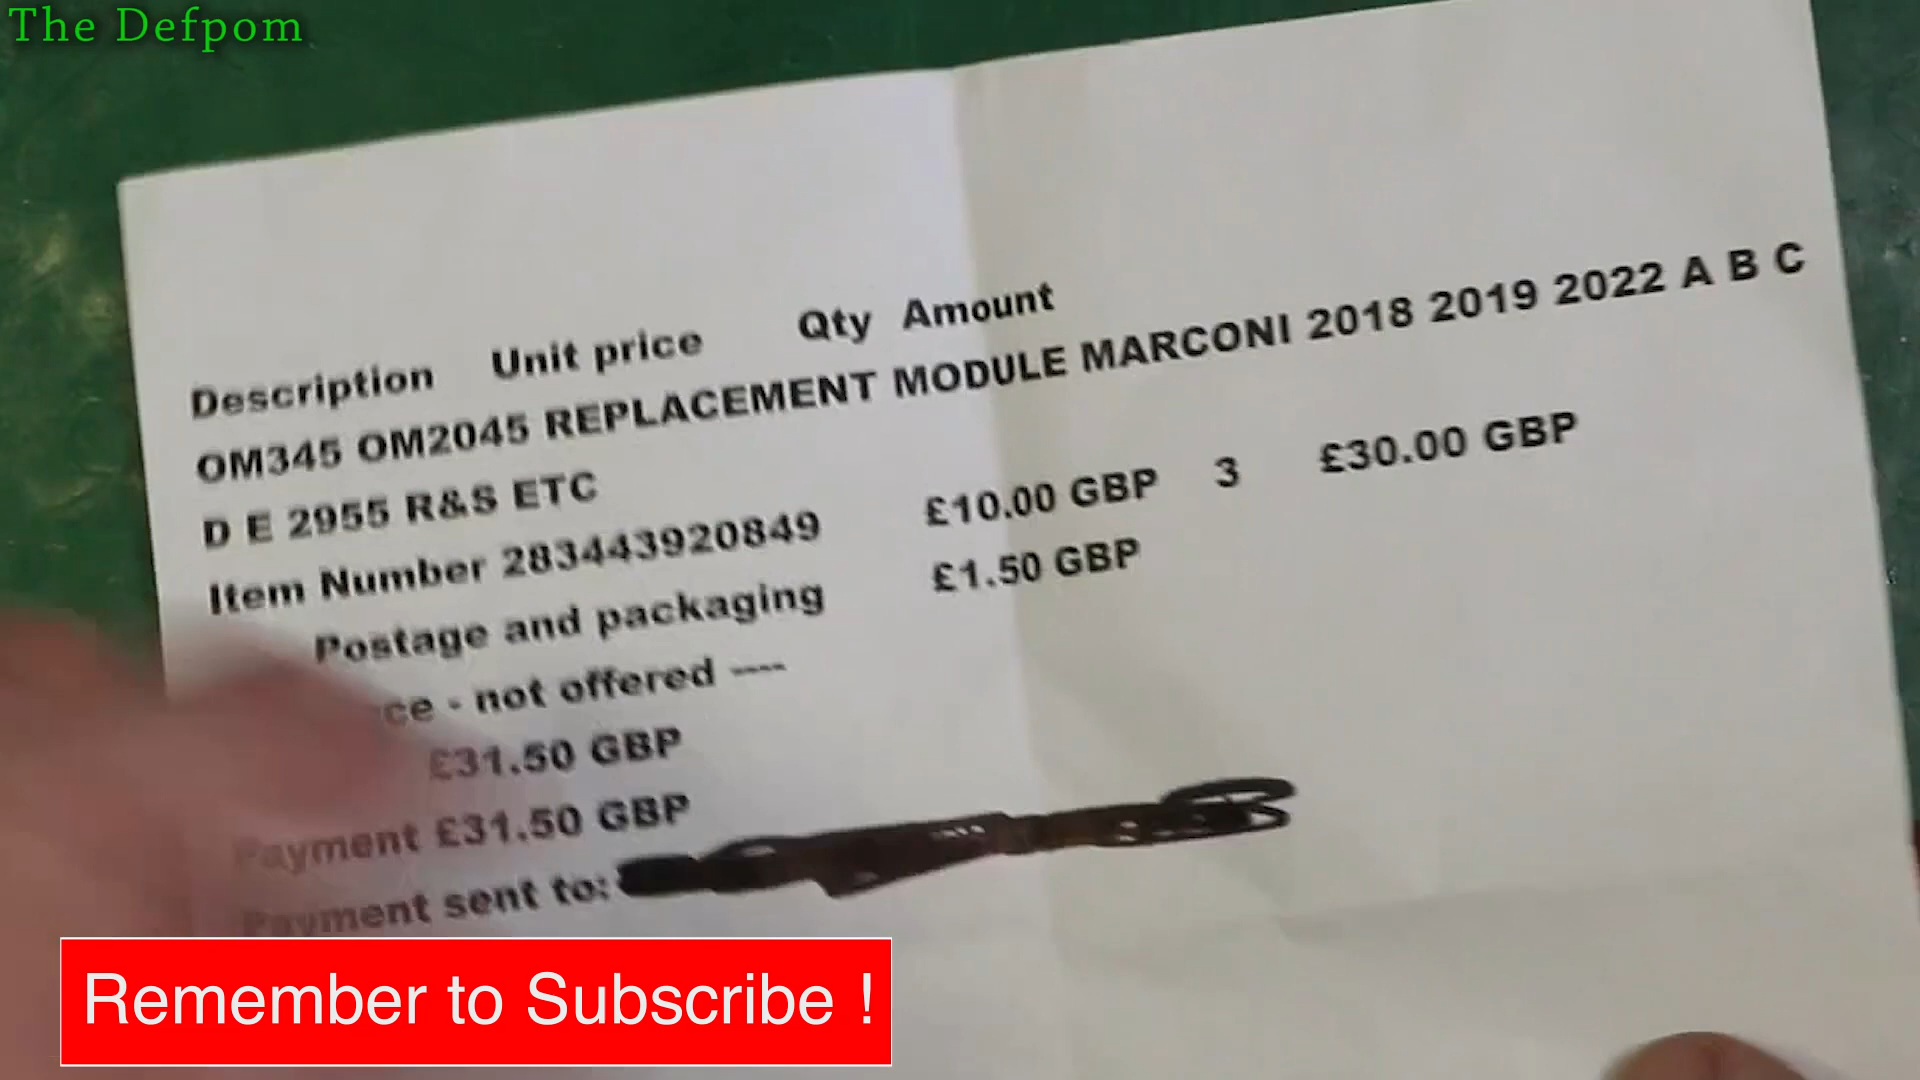 The Defpom
Description Unit price Qty Amount
OM345 OM2045 REPLACEMENT MODULE MARCONI 2018 2019 2022 A B C
D E 2955 R&S ETC
Item Number 283443920849 £10.00 GBP 3 £30.00 GBP
Postage and packaging £1.50 GBP
- not offered ----
£31.50 GBP
Payment £31.50 GBP
Payment sent to:
Remember to Subscribe !